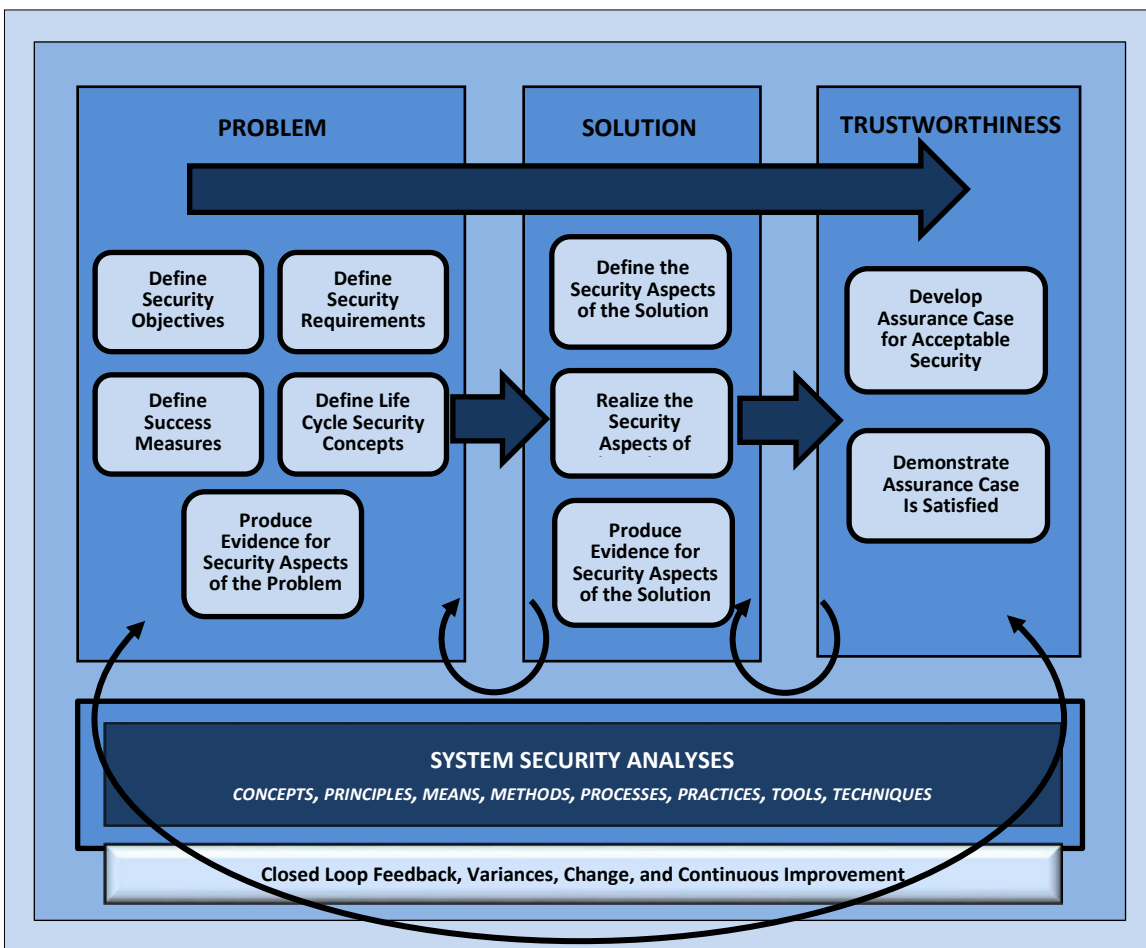 PROBLEM
Define
Security
Objectives
Define
Security
Requirements
Define
Success
Measures
Define Life
Cycle Security
Concepts
Produce
Evidence for
Security Aspects
of the Problem
SOLUTION
Define the
Security Aspects
of the Solution
Realize the
Security
Aspects of
Produce
Evidence for
Security Aspects
of the Solution
TRUSTWORTHINESS
Develop
Assurance Case
for Acceptable
Security
Demonstrate
Assurance Case
Is Satisfied
SYSTEM SECURITY ANALYSES
CONCEPTS, PRINCIPLES, MEANS, METHODS, PROCESSES, PRACTICES, TOOLS, TECHNIQUES
Closed Loop Feedback, Variances, Change, and Continuous Improvement